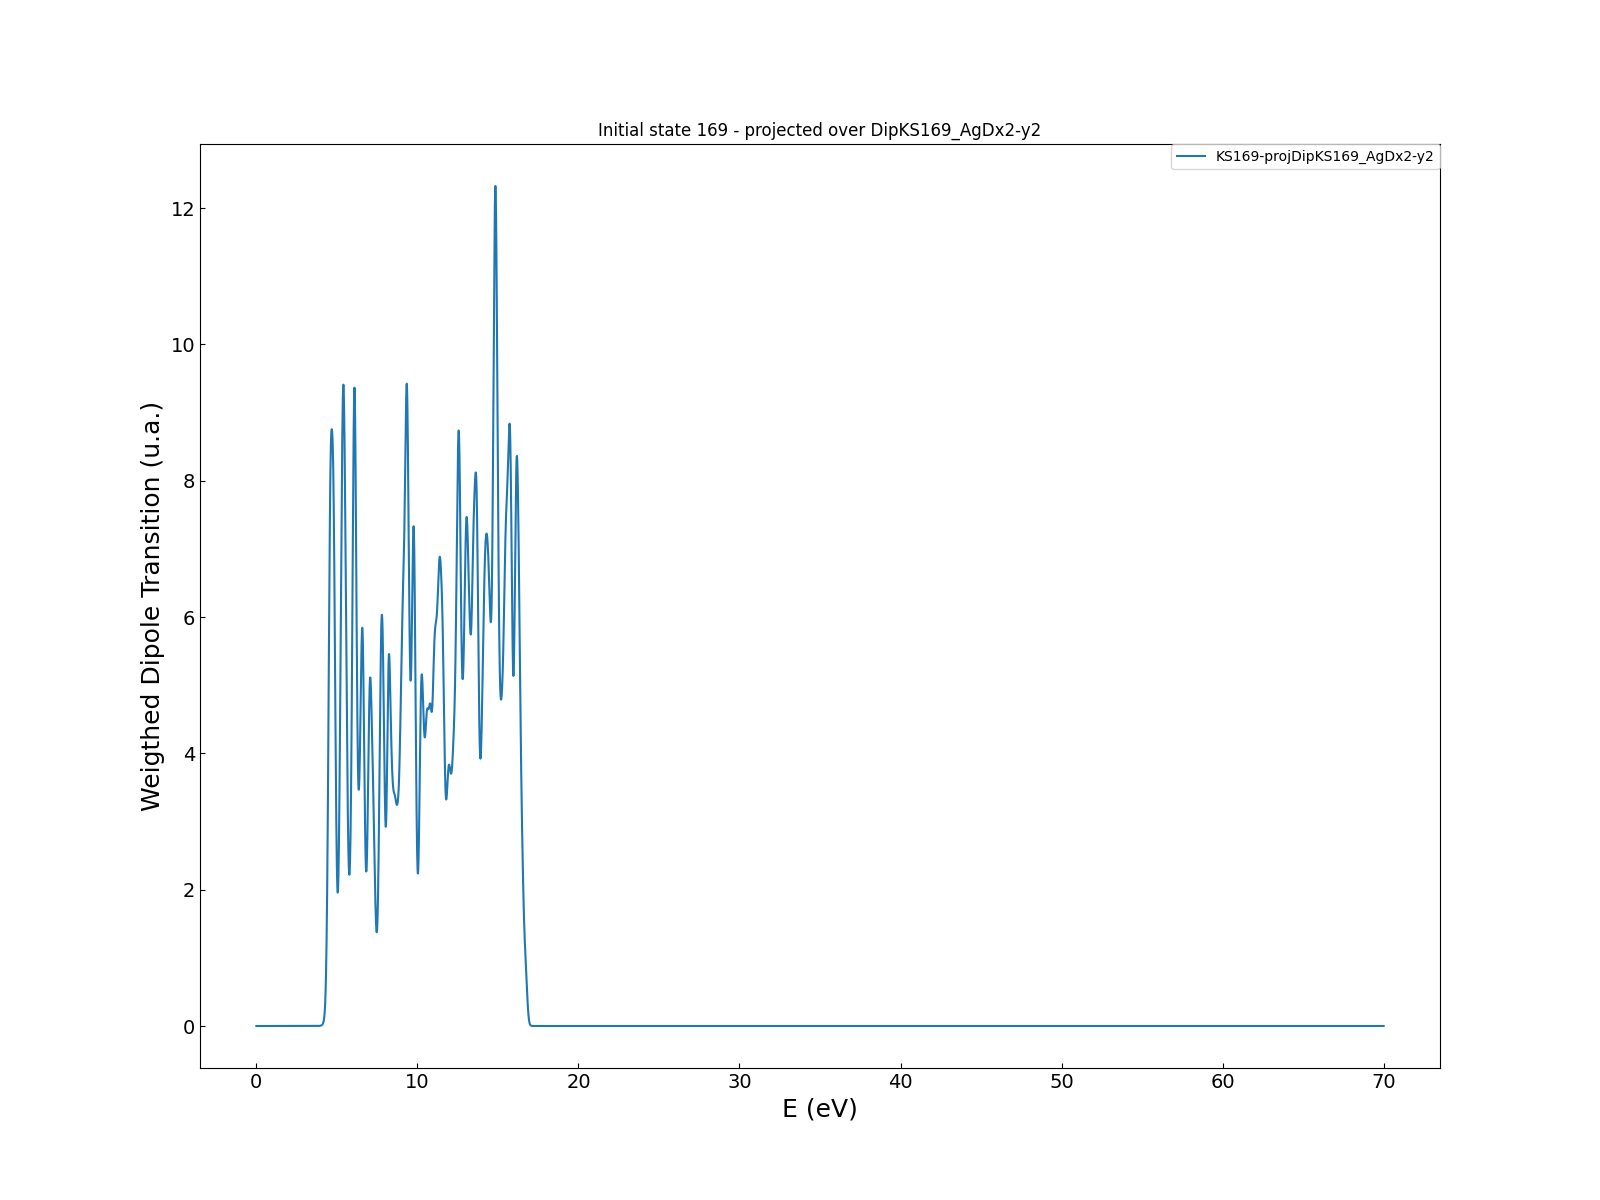 Initial state 169 - projected over DipKS169_AgDx2-y2
KS169-projDipKS169_AgDx2-y2
Weigthed Dipole Transition (u.a.)
12
10
8
6
4
2
0
0 10 20 30 40 50 60 70
E (eV)